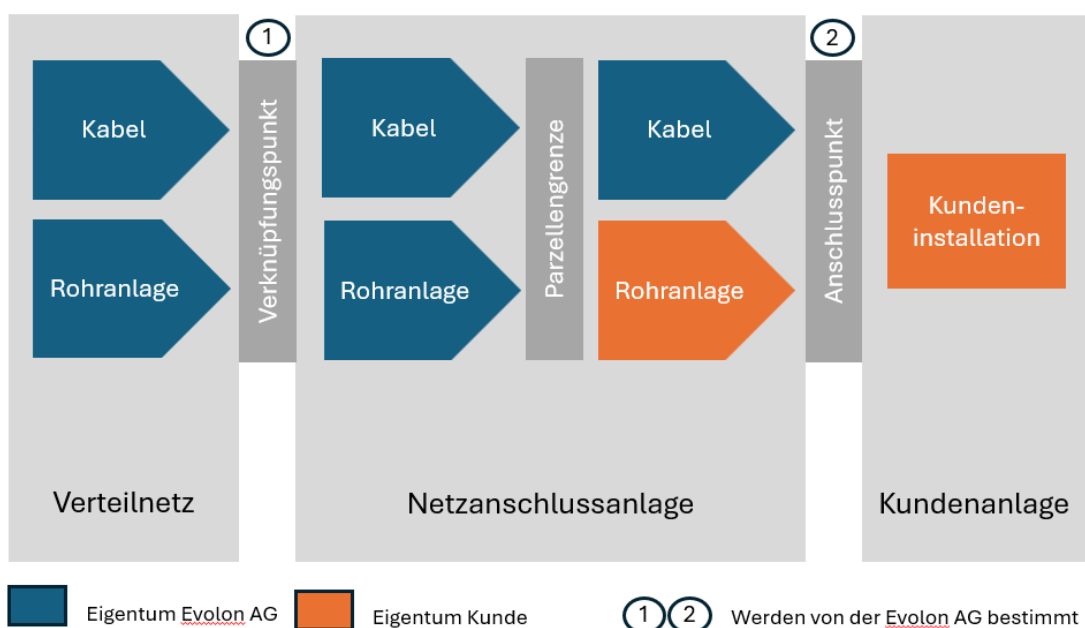 1
2
Kabel
Rohranlage
Verknüpfungspunkt
Kabel
Rohranlage
Parzellengrenze
Kabel
Rohranlage
Anschlusspunkt
Kunden-
installation
Verteilnetz
Netzanschlussanlage
Kundenanlage
Eigentum Evolon AG
Eigentum Kunde
1 2 Werden von der Evolon AG bestimmt